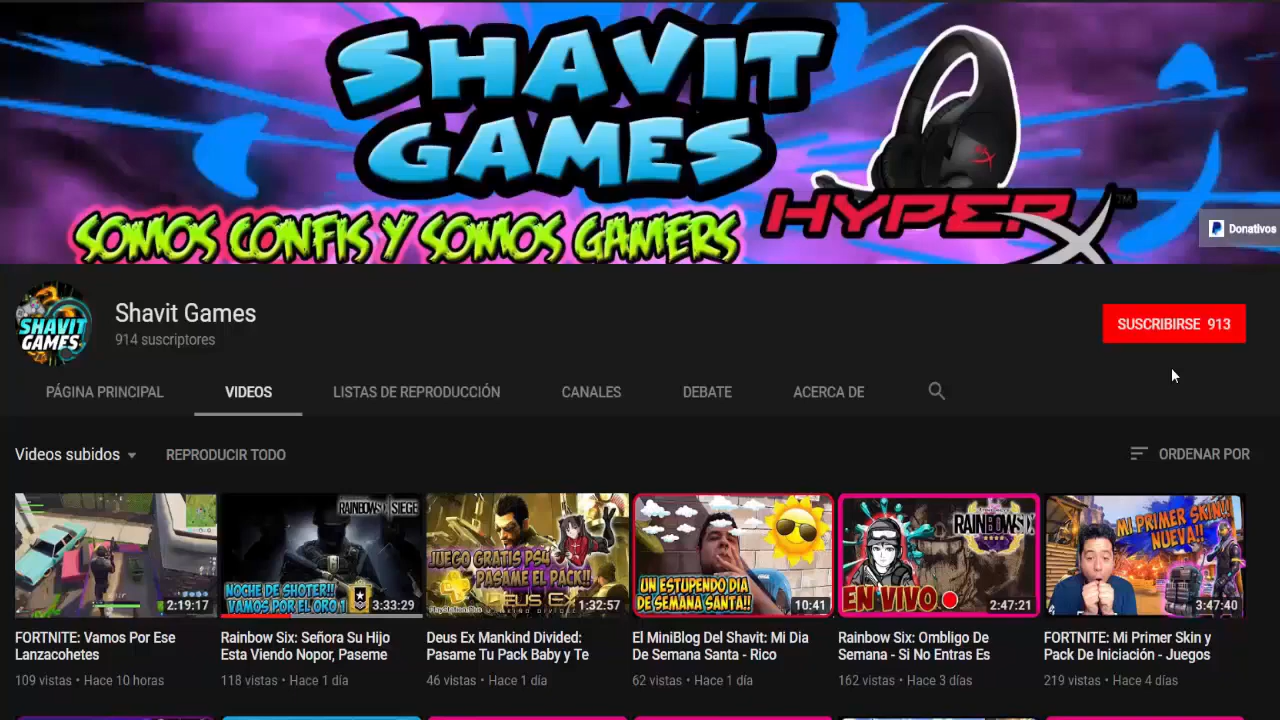 SHAVIT
GAMES
SOMOS CONFIS Y SOMOS GAMERS
HYPERX
TM
Donativos
SHAVIT
GAMES
Shavit Games
914 suscriptores
SUSCRIBIRSE 913
PÁGINA PRINCIPAL
VIDEOS
LISTAS DE REPRODUCCIÓN
CANALES
DEBATE
ACERCA DE
Videos subidos
REPRODUCIR TODO
ORDENAR POR
2:19:17
FORTNITE: Vamos Por Ese
Lanzacohetes
109 vistas • Hace 10 horas
RAINBOW SIX SIEGE
NOCHE DE SHOTER!!
VAMOS POR EL ORO 1
3:33:29
Rainbow Six: Señora Su Hijo
Esta Viendo Nopor, Paseme
118 vistas • Hace 1 día
JUEGO GRATIS PS4
PASAME EL PACK!!
PlayStation Plus
DEUS EX
1:32:57
Deus Ex Mankind Divided:
Pasame Tu Pack Baby y Te
46 vistas • Hace 1 día
UN ESTUPENDO DIA
DE SEMANA SANTA!!
10:41
El MiniBlog Del Shavit: Mi Dia
De Semana Santa - Rico
62 vistas • Hace 1 día
RAINBOW SIX
EN VIVO
2:47:21
Rainbow Six: Ombligo De
Semana - Si No Entras Es
162 vistas • Hace 3 días
MI PRIMER SKIN!!
NUEVA!!
3:47:40
FORTNITE: Mi Primer Skin y
Pack De Iniciación - Juegos
219 vistas • Hace 4 días